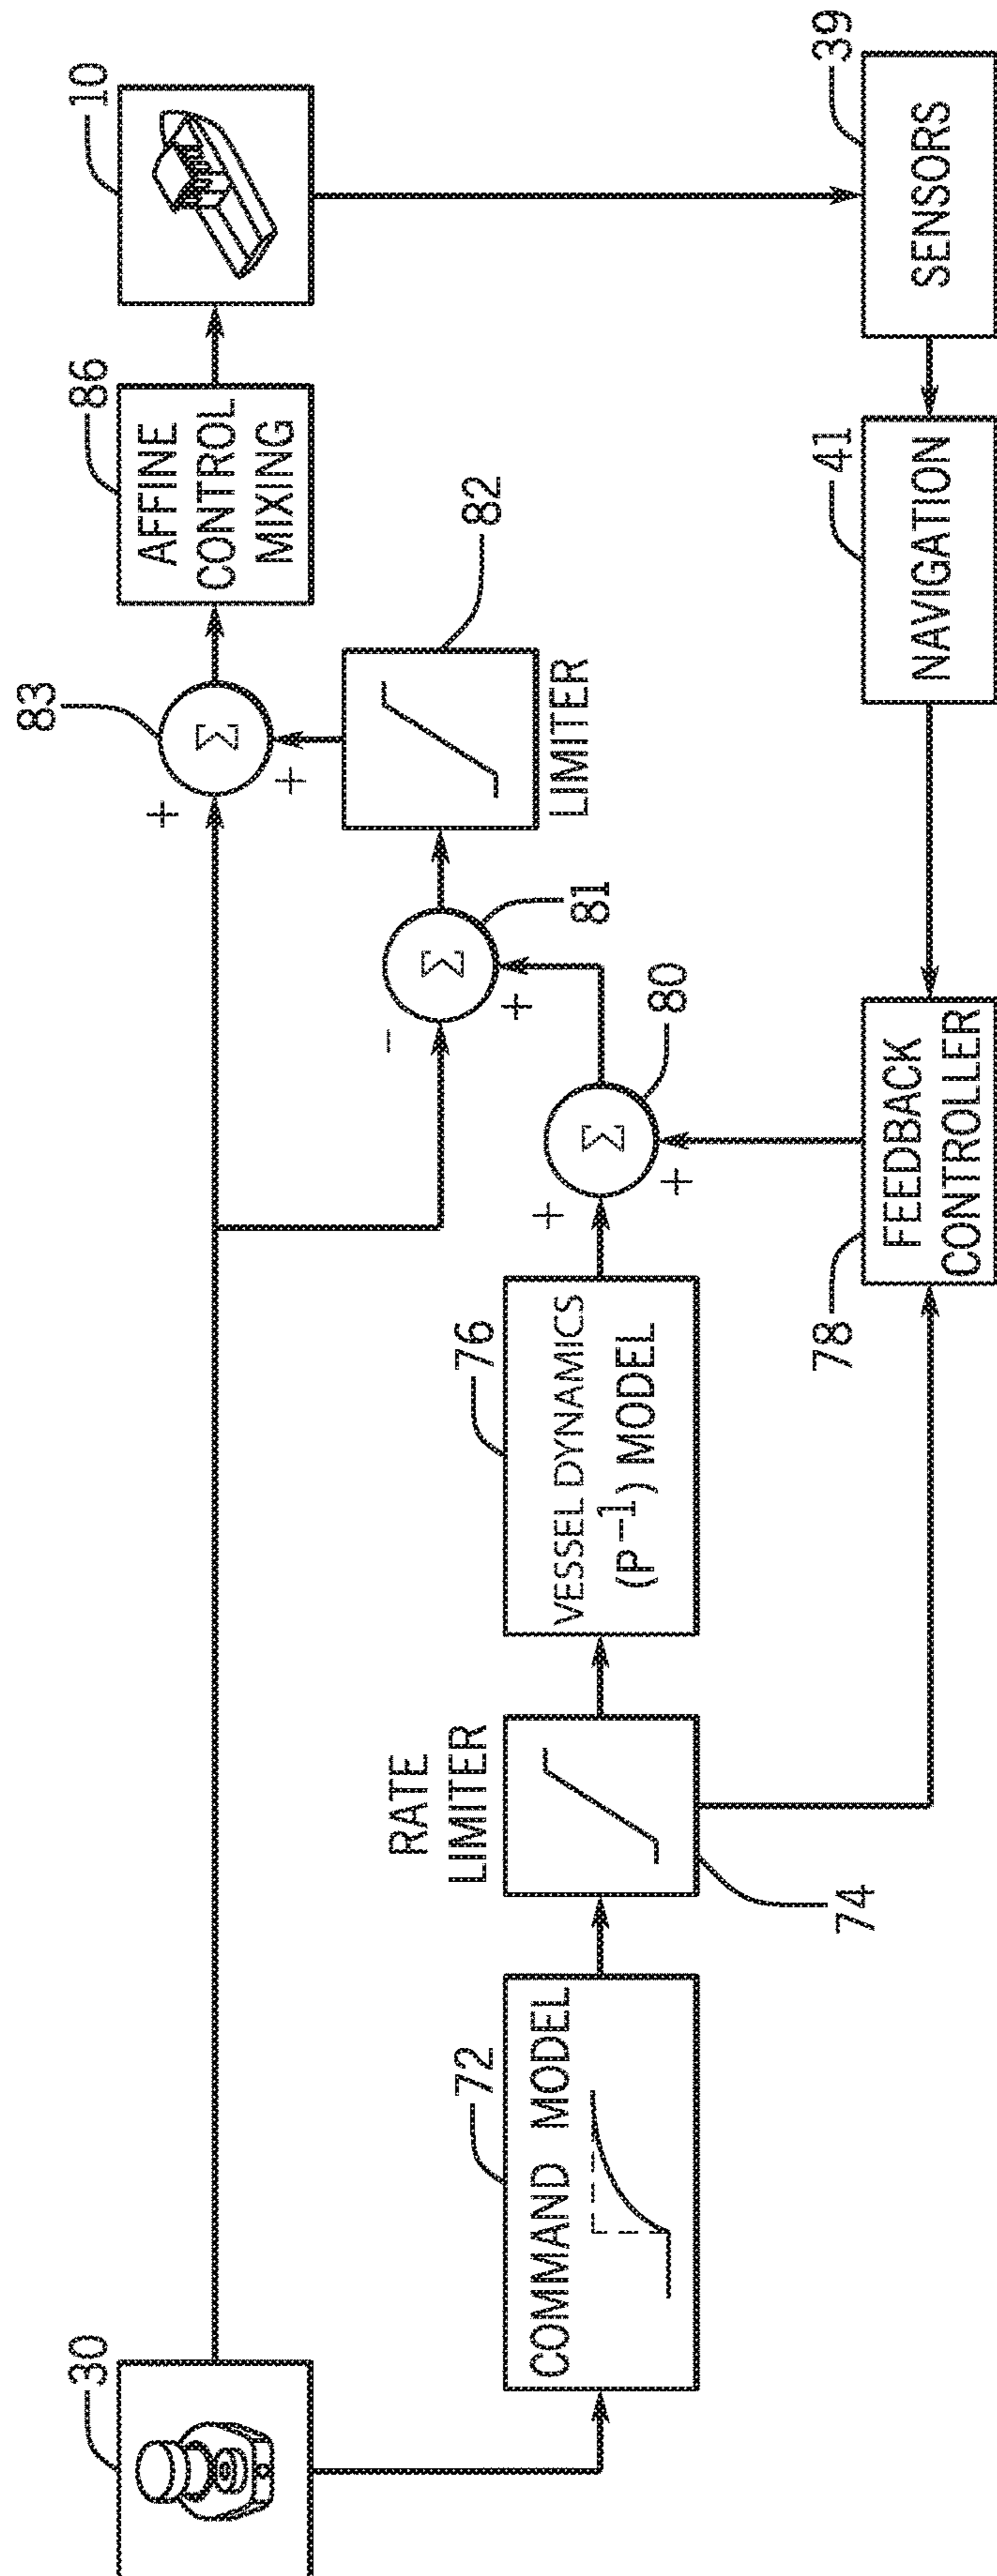 30
83
86
10
AFFINE
CONTROL
MIXING
Σ
+
+
82
LIMITER
-
Σ
+
81
RATE
LIMITER
72
COMMAND MODEL
74
76
VESSEL DYNAMICS
(P⁻¹) MODEL
+
Σ
+
80
78
FEEDBACK
CONTROLLER
41
NAVIGATION
39
SENSORS